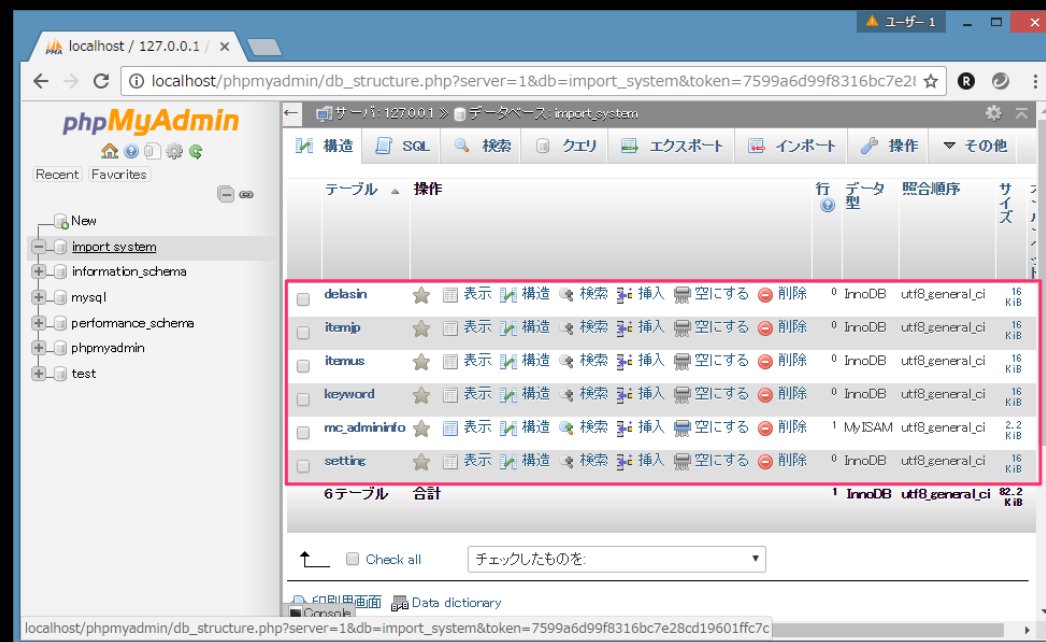 ユーザー 1
localhost / 127.0.0.1 /
localhost/phpmyadmin/db_structure.php?server=1&db=import_system&token=7599a6d99f8316bc7e28
phpMyAdmin
Recent Favorites
New
import system
information_schema
mysql
performance_schema
phpmyadmin
test
サーバ: 127.0.0.1 » データベース: import_system
構造 SQL 検索 クエリ エクスポート インポート 操作 その他
テーブル 操作 行 データ型 照合順序 サイズ
delasin 表示 構造 検索 挿入 空にする 削除 0 InnoDB utf8_general_ci 16 KiB
itemjp 表示 構造 検索 挿入 空にする 削除 0 InnoDB utf8_general_ci 16 KiB
itemus 表示 構造 検索 挿入 空にする 削除 0 InnoDB utf8_general_ci 16 KiB
keyword 表示 構造 検索 挿入 空にする 削除 0 InnoDB utf8_general_ci 16 KiB
mc_admininfo 表示 構造 検索 挿入 空にする 削除 1 MyISAM utf8_general_ci 2.2 KiB
setting 表示 構造 検索 挿入 空にする 削除 0 InnoDB utf8_general_ci 16 KiB
6テーブル 合計 1 InnoDB utf8_general_ci 82.2 KiB
Check all チェックしたものを:
印刷用画面 Data dictionary
Console
localhost/phpmyadmin/db_structure.php?server=1&db=import_system&token=7599a6d99f8316bc7e28cd19601ffc7c